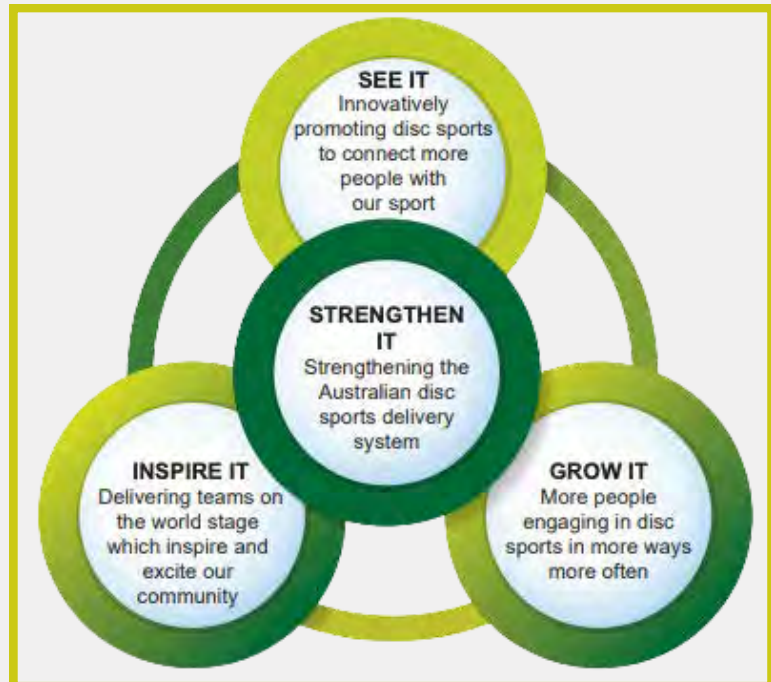 SEE IT
Innovatively
promoting disc sports
to connect more
people with
our sport
STRENGTHEN
IT
Strengthening the
Australian disc
sports delivery
system
INSPIRE IT
Delivering teams on
the world stage
which inspire and
excite our
community
GROW IT
More people
engaging in disc
sports in more ways
more often